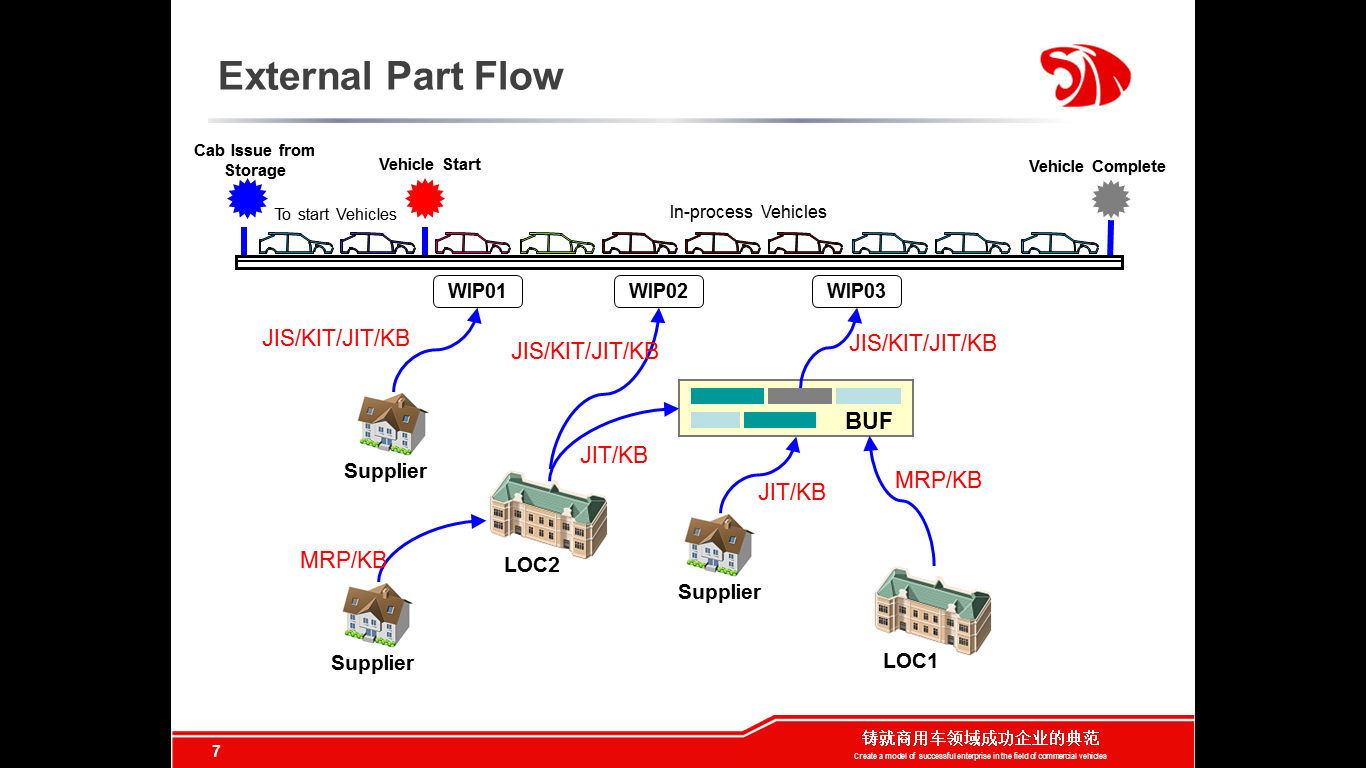 External Part Flow
Cab Issue from
Storage
Vehicle Start
Vehicle Complete
To start Vehicles
In-process Vehicles
WIP01
WIP02
WIP03
JIS/KIT/JIT/KB
JIS/KIT/JIT/KB
JIS/KIT/JIT/KB
BUF
Supplier
JIT/KB
JIT/KB
MRP/KB
MRP/KB
LOC2
Supplier
Supplier
LOC1
7
铸就商用车领域成功企业的典范
Create a model of successful enterprise in the field of commercial vehicles